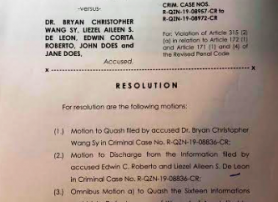 -versus-
CRIM. CASE NOS.
R-QZN-19-08957-CR to
R-QZN-19-08972-CR
DR. BRYAN CHRISTOPHER
WANG SY, LIEZEL AILEEN S.
DE LEON, EDWIN CORITA
ROBERTO, JOHN DOES and
JANE DOES,
Accused.
For: Violation of Article 315 (2)
(a) in relation to Article 172 (1)
and Article 171 (1) and (4) of
the Revised Penal Code
x
x
RESOLUTION
For resolution are the following motions:
(1.) Motion to Quash filed by accused Dr. Bryan Christopher
Wang Sy in Criminal Case No. R-QZN-19-08836-CR;
(2.) Motion to Discharge from the Information filed by
accused Edwin C. Roberto and Liezel Aileen S. De Leon
in Criminal Case No. R-QZN-19-08836-CR;
(3.) Omnibus Motion a) to Quash the Sixteen Informations